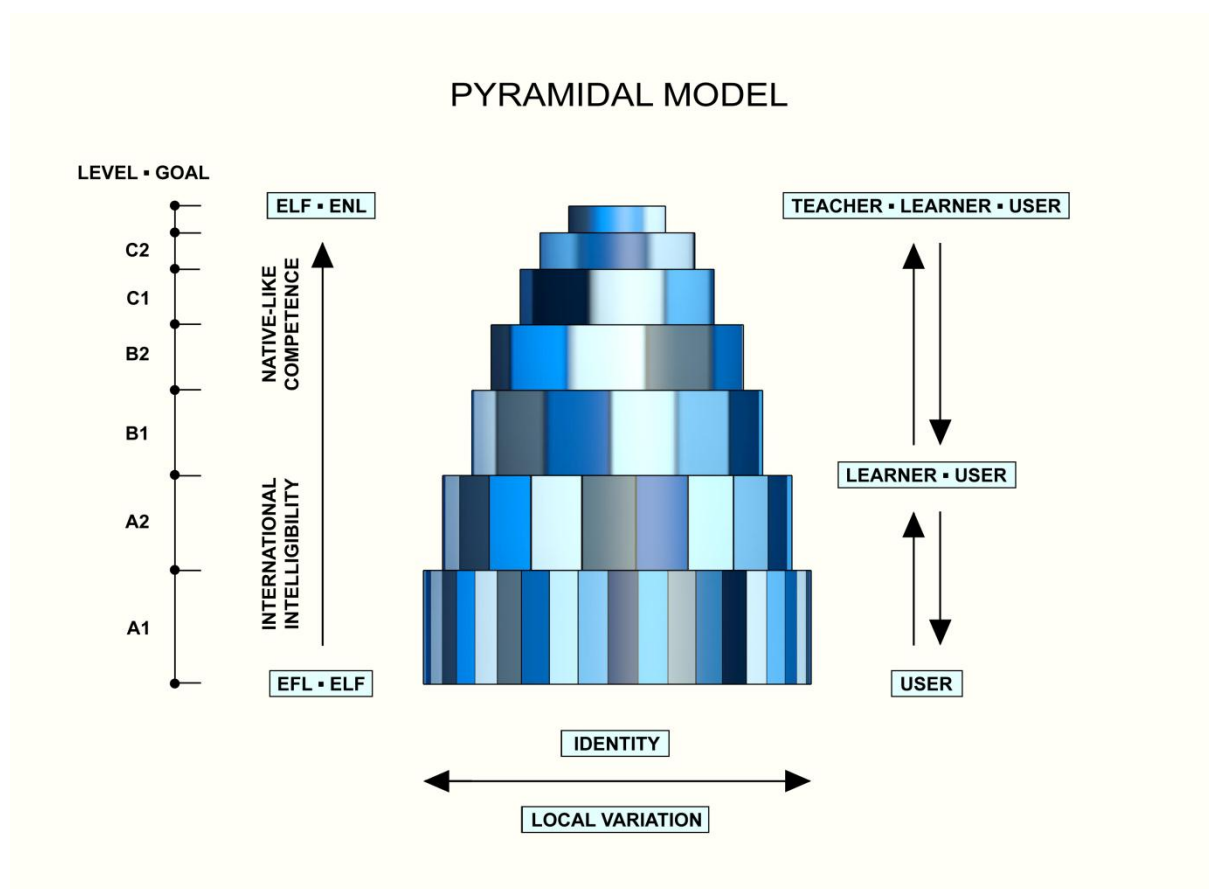 PYRAMIDAL MODEL
LEVEL ▪ GOAL
C2
C1
B2
B1
A2
A1
ELF ▪ ENL
NATIVE-LIKE
COMPETENCE
INTERNATIONAL
INTELLIGIBILITY
EFL ▪ ELF
TEACHER ▪ LEARNER ▪ USER
LEARNER ▪ USER
USER
IDENTITY
LOCAL VARIATION